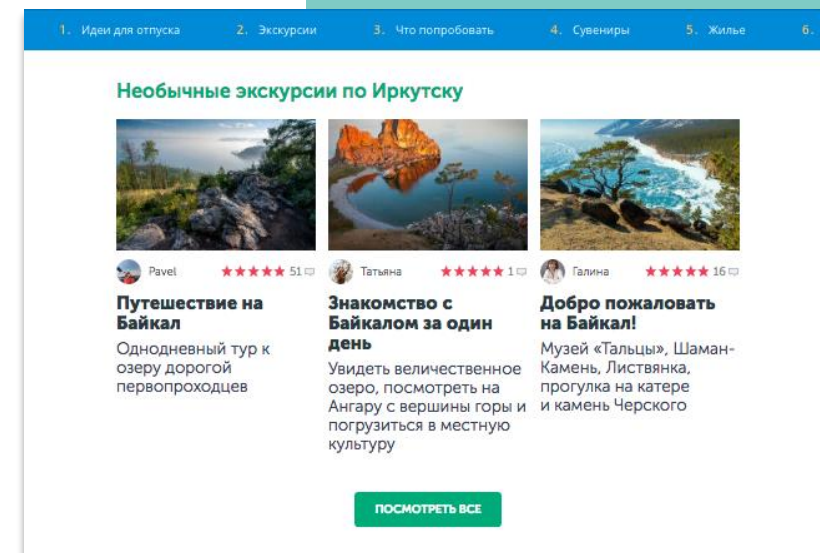 1. Идеи для отпуска 2. Экскурсии 3. Что попробовать 4. Сувениры 5. Жилье 6.
Необычные экскурсии по Иркутску
Pavel ★★★★★ 51
Путешествие на
Байкал
Однодневный тур к
озеру дорогой
первопроходцев
Татьяна ★★★★★ 1
Знакомство с
Байкалом за один
день
Увидеть величественное
озеро, посмотреть на
Ангару с вершины горы и
погрузиться в местную
культуру
Галина ★★★★★ 16
Добро пожаловать
на Байкал!
Музей «Тальцы», Шаман-
Камень, Листвянка,
прогулка на катере
и камень Черского
ПОСМОТРЕТЬ ВСЕ